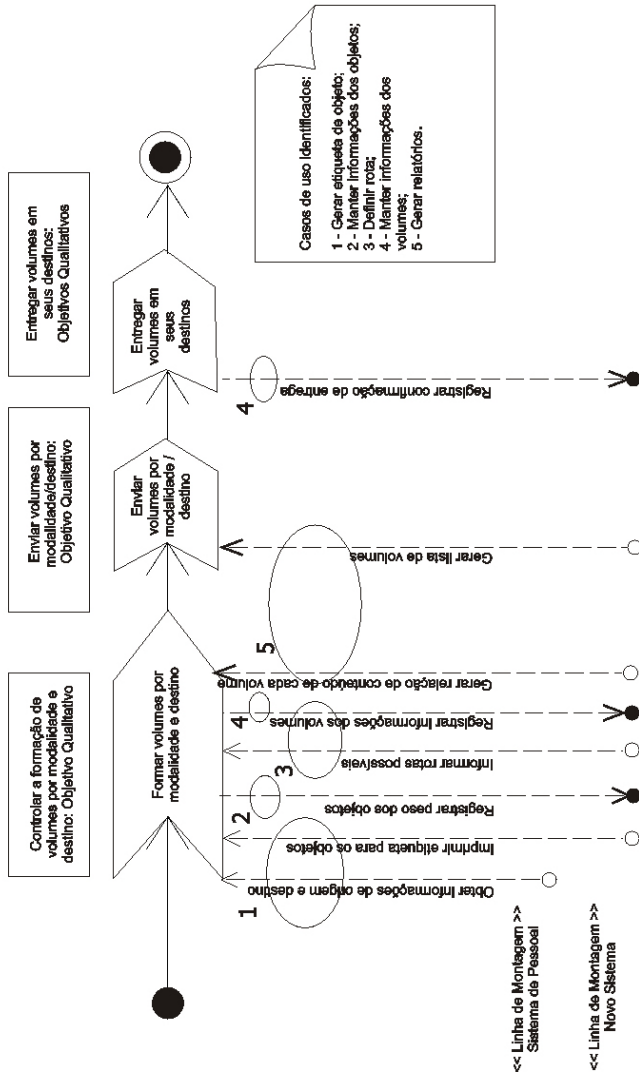 Controlar a formação de
volumes por modalidade e
destino: Objetivo Qualitativo
Enviar volumes por
modalidade/destino:
Objetivo Qualitativo
Entregar volumes em
seus destinos:
Objetivos Qualitativos
Formar volumes por
modalidade e destino
Enviar
volumes por
modalidade /
destino
Entregar
volumes em
seus
destinos
1
Obter Informações de origem e destino
Imprimir etiqueta para os objetos
2
Registrar peso dos objetos
3
Informar rotas possíveis
4
Registrar Informações dos volumes
Gerar relação de conteúdo de cada volume
5
Gerar lista de volumes
4
Registrar confirmação de entrega
<< Linha de Montagem >>
Sistema de Pessoal
<< Linha de Montagem >>
Novo Sistema
Casos de uso Identificados:
1 - Gerar etiqueta de objeto;
2 - Manter Informações dos objetos;
3 - Definir rota;
4 - Manter informações dos
volumes;
5 - Gerar relatórios.